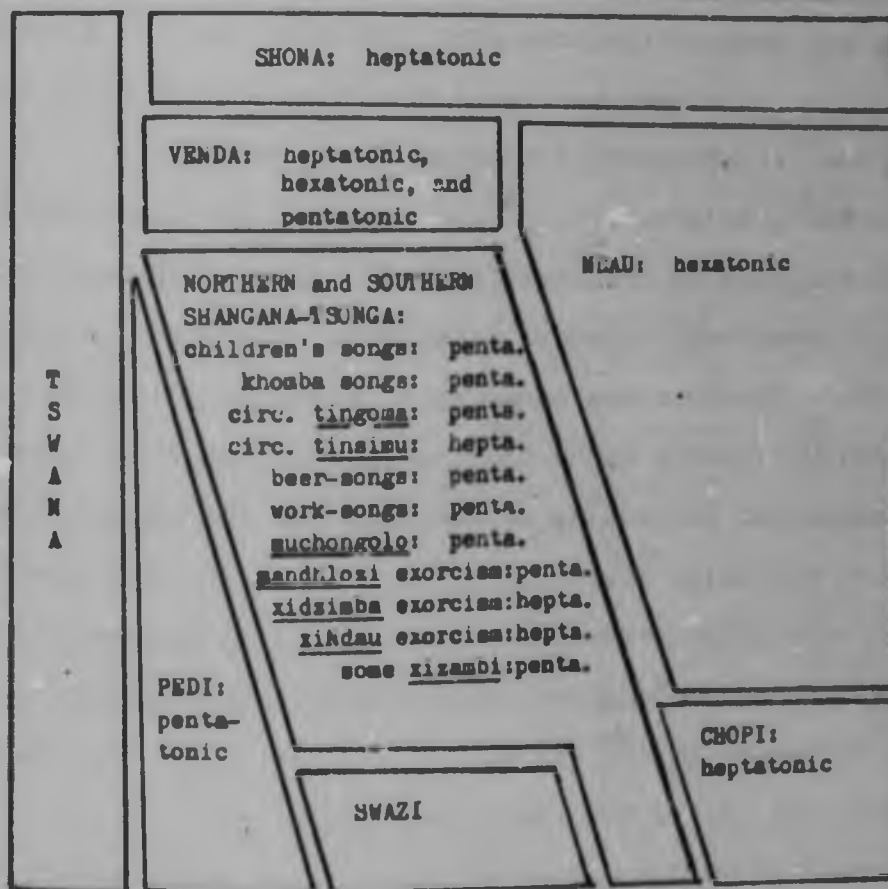 SHONA: heptatonic
VENDA: heptatonic,
hexatonic, and
pentatonic
NDAU: hexatonic
NORTHERN and SOUTHERN
SHANGANA-TSONGA:
children's songs: penta.
khomba songs: penta.
circ. tingoma: penta.
circ. tinsimu: hepta.
beer-songs: penta.
work-songs: penta.
muchongolo: penta.
mandhlozi exorcism:penta.
xidzimba exorcism:hepta.
xiNdau exorcism:hepta.
some xizambi:penta.
T
S
W
A
N
A
PEDI:
penta-
tonic
SWAZI
CHOPI:
heptatonic